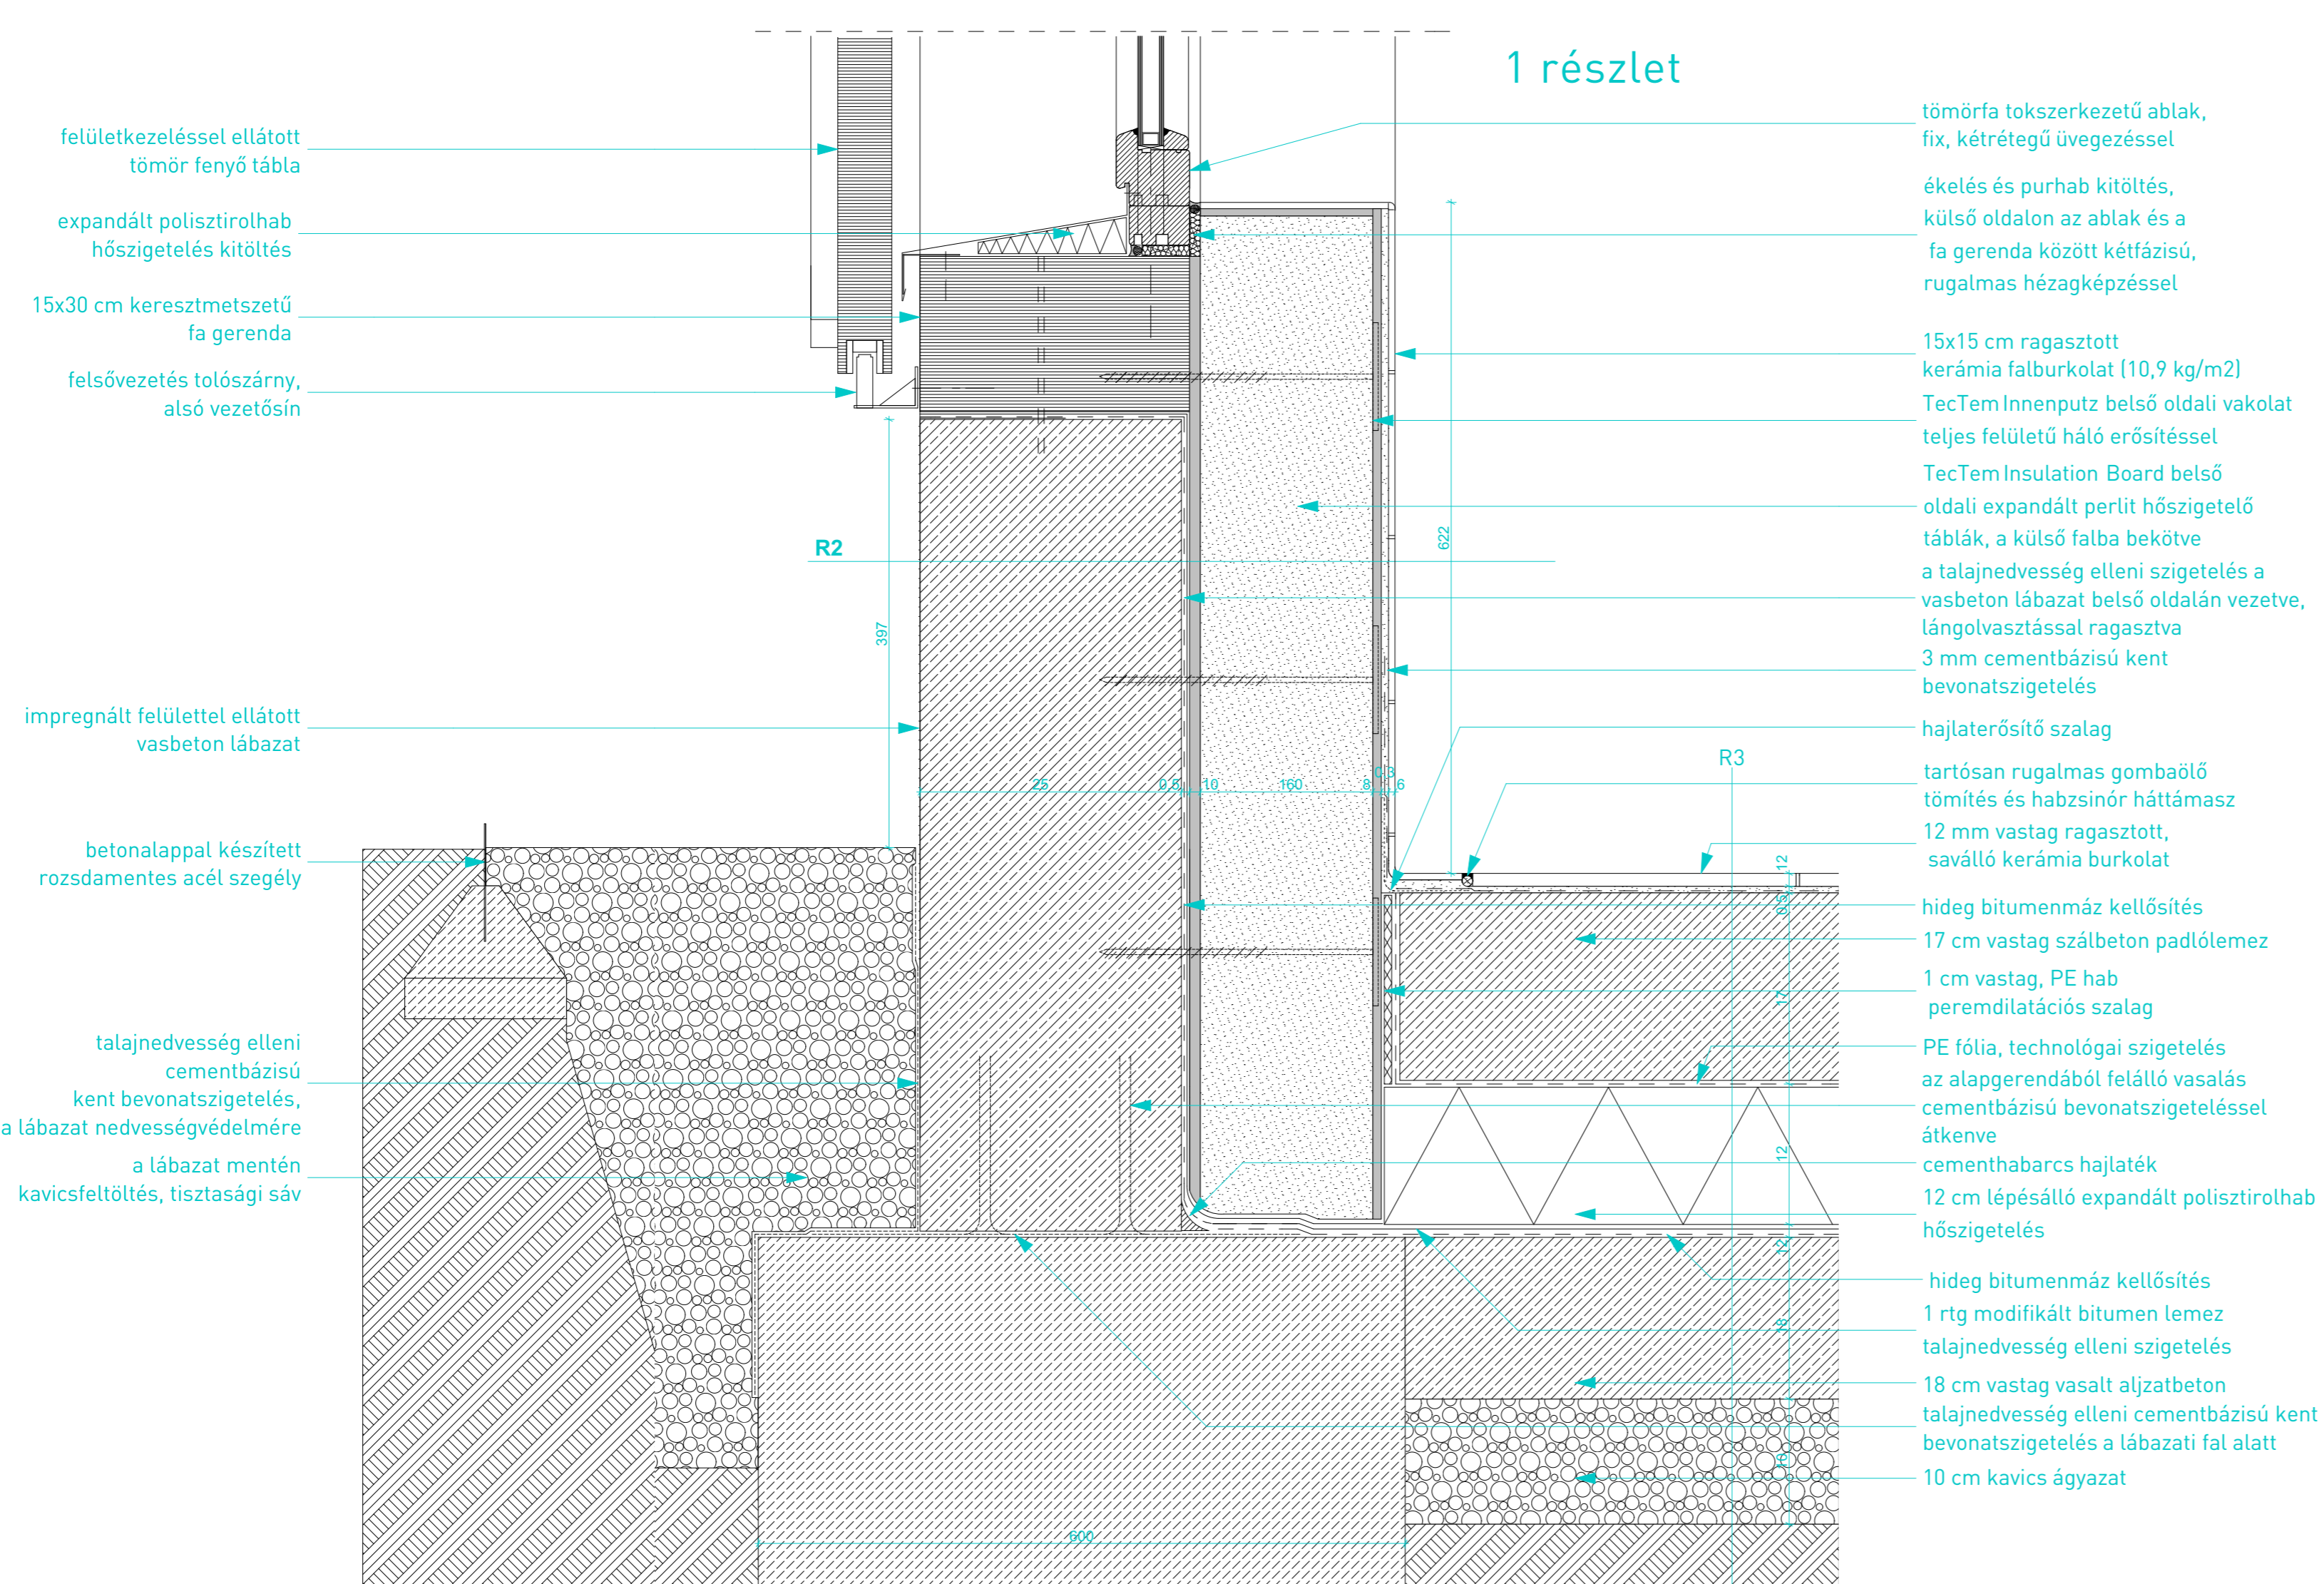 1 részlet
felületkezeléssel ellátott
tömör fenyő tábla
expandált polisztirolhab
hőszigetelés kitöltés
15x30 cm keresztmetszetű
fa gerenda
felsővezetés tolószárny,
alsó vezetősín
impregnált felülettel ellátott
vasbeton lábazat
betonalappal készített
rozsdamentes acél szegély
talajnedvesség elleni
cementbázisú
kent bevonatszigetelés,
a lábazat nedvességvédelmére
a lábazat mentén
kavicsfeltöltés, tisztasági sáv
R2
397
622
25
0,5
10
160
8
0,3
6
R3
12
0,5
17
12
12
18
10
600
tömörfa tokszerkezetű ablak,
fix, kétrétegű üvegezéssel
ékelés és purhab kitöltés,
külső oldalon az ablak és a
fa gerenda között kétfázisú,
rugalmas hézagképzéssel
15x15 cm ragasztott
kerámia falburkolat (10,9 kg/m2)
TecTem Innenputz belső oldali vakolat
teljes felületű háló erősítéssel
TecTem Insulation Board belső
oldali expandált perlit hőszigetelő
táblák, a külső falba bekötve
a talajnedvesség elleni szigetelés a
vasbeton lábazat belső oldalán vezetve,
lángolvasztással ragasztva
3 mm cementbázisú kent
bevonatszigetelés
hajlaterősítő szalag
tartósan rugalmas gombaölő
tömítés és habzsinór háttámasz
12 mm vastag ragasztott,
saválló kerámia burkolat
hideg bitumenmáz kellősítés
17 cm vastag szálbeton padlólemez
1 cm vastag, PE hab
peremdilatációs szalag
PE fólia, technológai szigetelés
az alapgerendából felálló vasalás
cementbázisú bevonatszigeteléssel
átkenve
cementhabarcs hajlaték
12 cm lépésálló expandált polisztirolhab
hőszigetelés
hideg bitumenmáz kellősítés
1 rtg modifikált bitumen lemez
talajnedvesség elleni szigetelés
18 cm vastag vasalt aljzatbeton
talajnedvesség elleni cementbázisú kent
bevonatszigetelés a lábazati fal alatt
10 cm kavics ágyazat